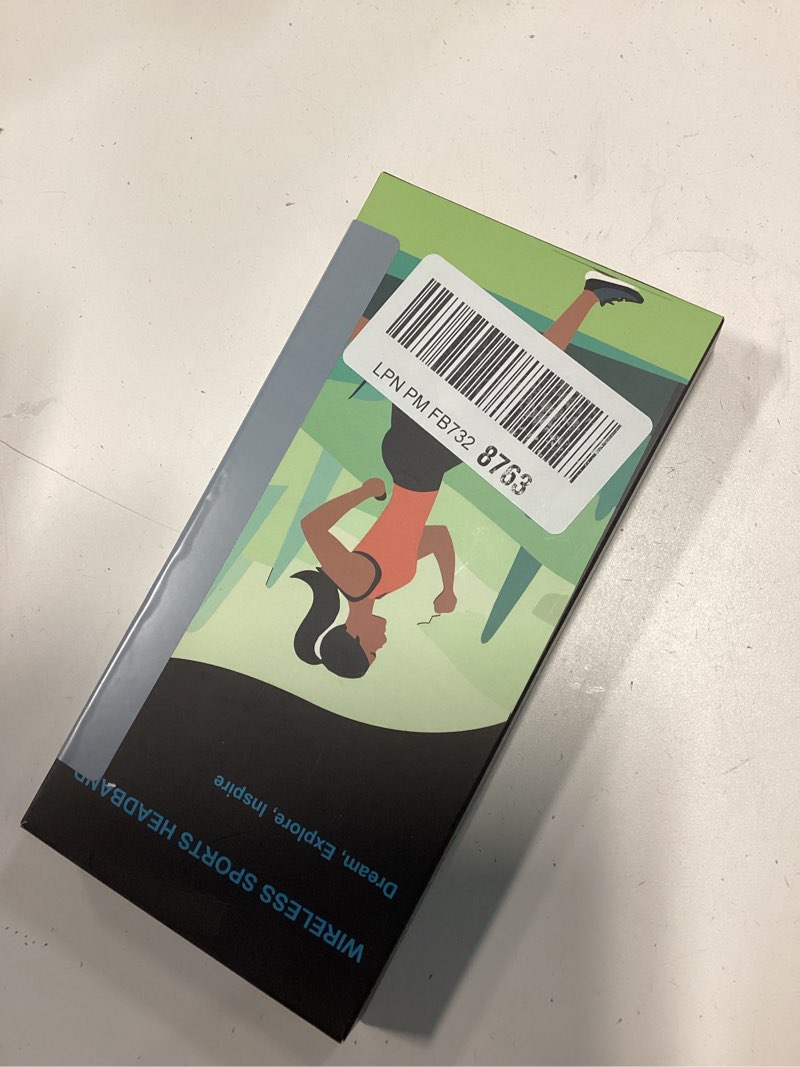 WIRELESS SPORTS HEADBAND
Dream, Explore, Inspire
LPN PM FB732 8763